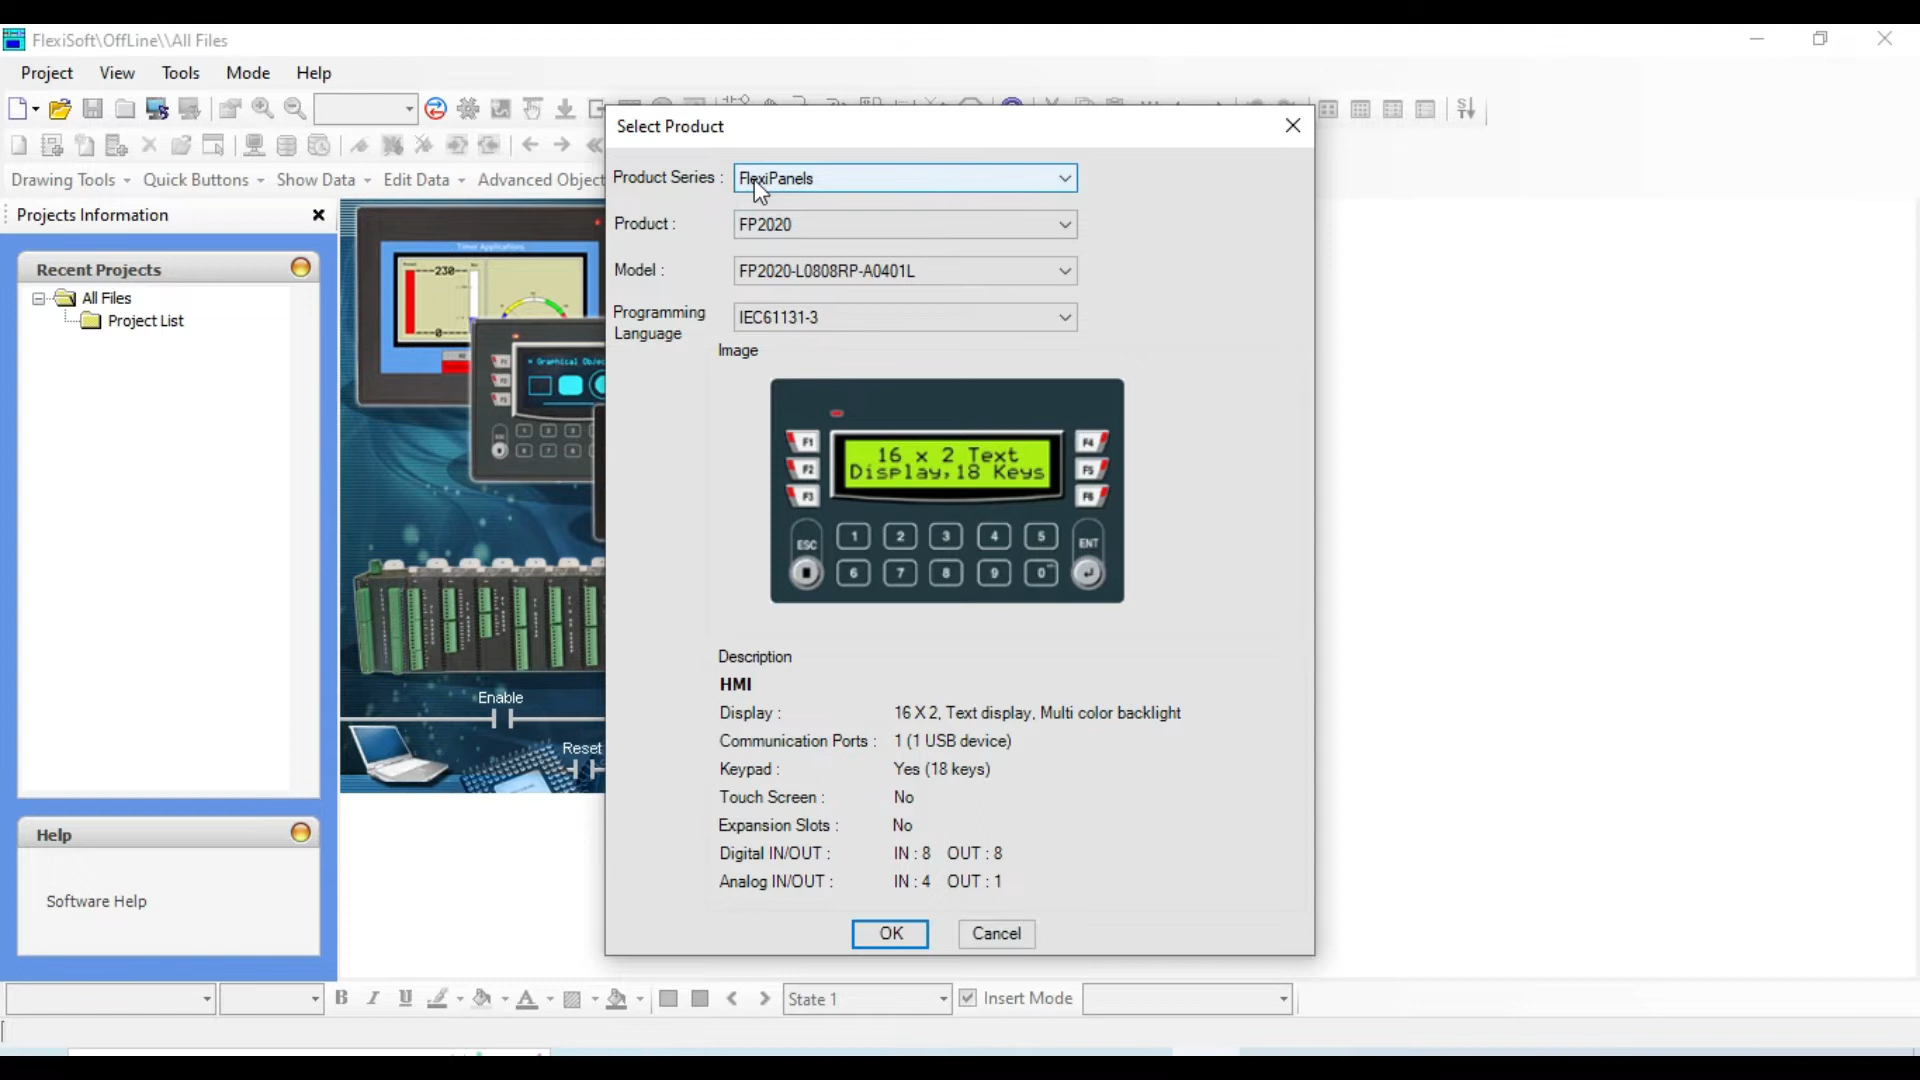 FlexiSoft\OffLine\\All Files
Project View Tools Mode Help
Drawing Tools Quick Buttons Show Data Edit Data Advanced Object
Projects Information
Recent Projects
All Files
Project List
Help
Software Help
Timer Applications
230
0
Enable
Reset
Select Product
Product Series : FlexiPanels
Product : FP2020
Model : FP2020-L0808RP-A0401L
Programming
Language
IEC61131-3
Image
F1
F2
F3
16 x 2 Text
Display,18 Keys
F4
F5
F6
ESC 1 2 3 4 5 ENT
6 7 8 9 0
Description
HMI
Display : 16 X 2, Text display, Multi color backlight
Communication Ports : 1 (1 USB device)
Keypad : Yes (18 keys)
Touch Screen : No
Expansion Slots : No
Digital IN/OUT : IN : 8 OUT : 8
Analog IN/OUT : IN : 4 OUT : 1
OK Cancel
B I U A State 1 Insert Mode